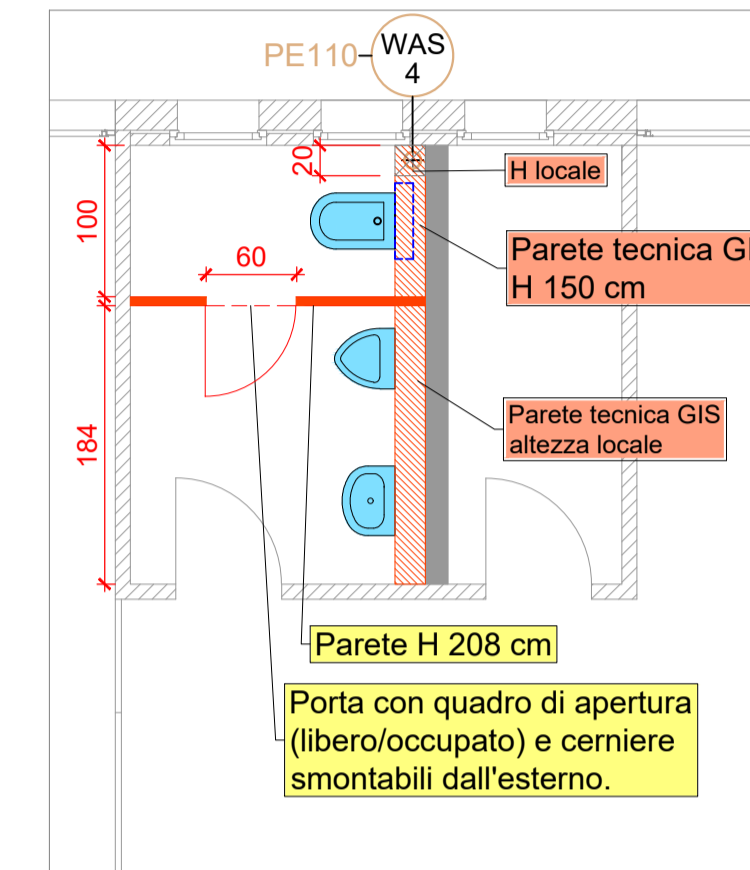 PE110
WAS
4
20
H locale
100
Parete tecnica GI
H 150 cm
60
Parete tecnica GIS
altezza locale
184
Parete H 208 cm
Porta con quadro di apertura
(libero/occupato) e cerniere
smontabili dall'esterno.